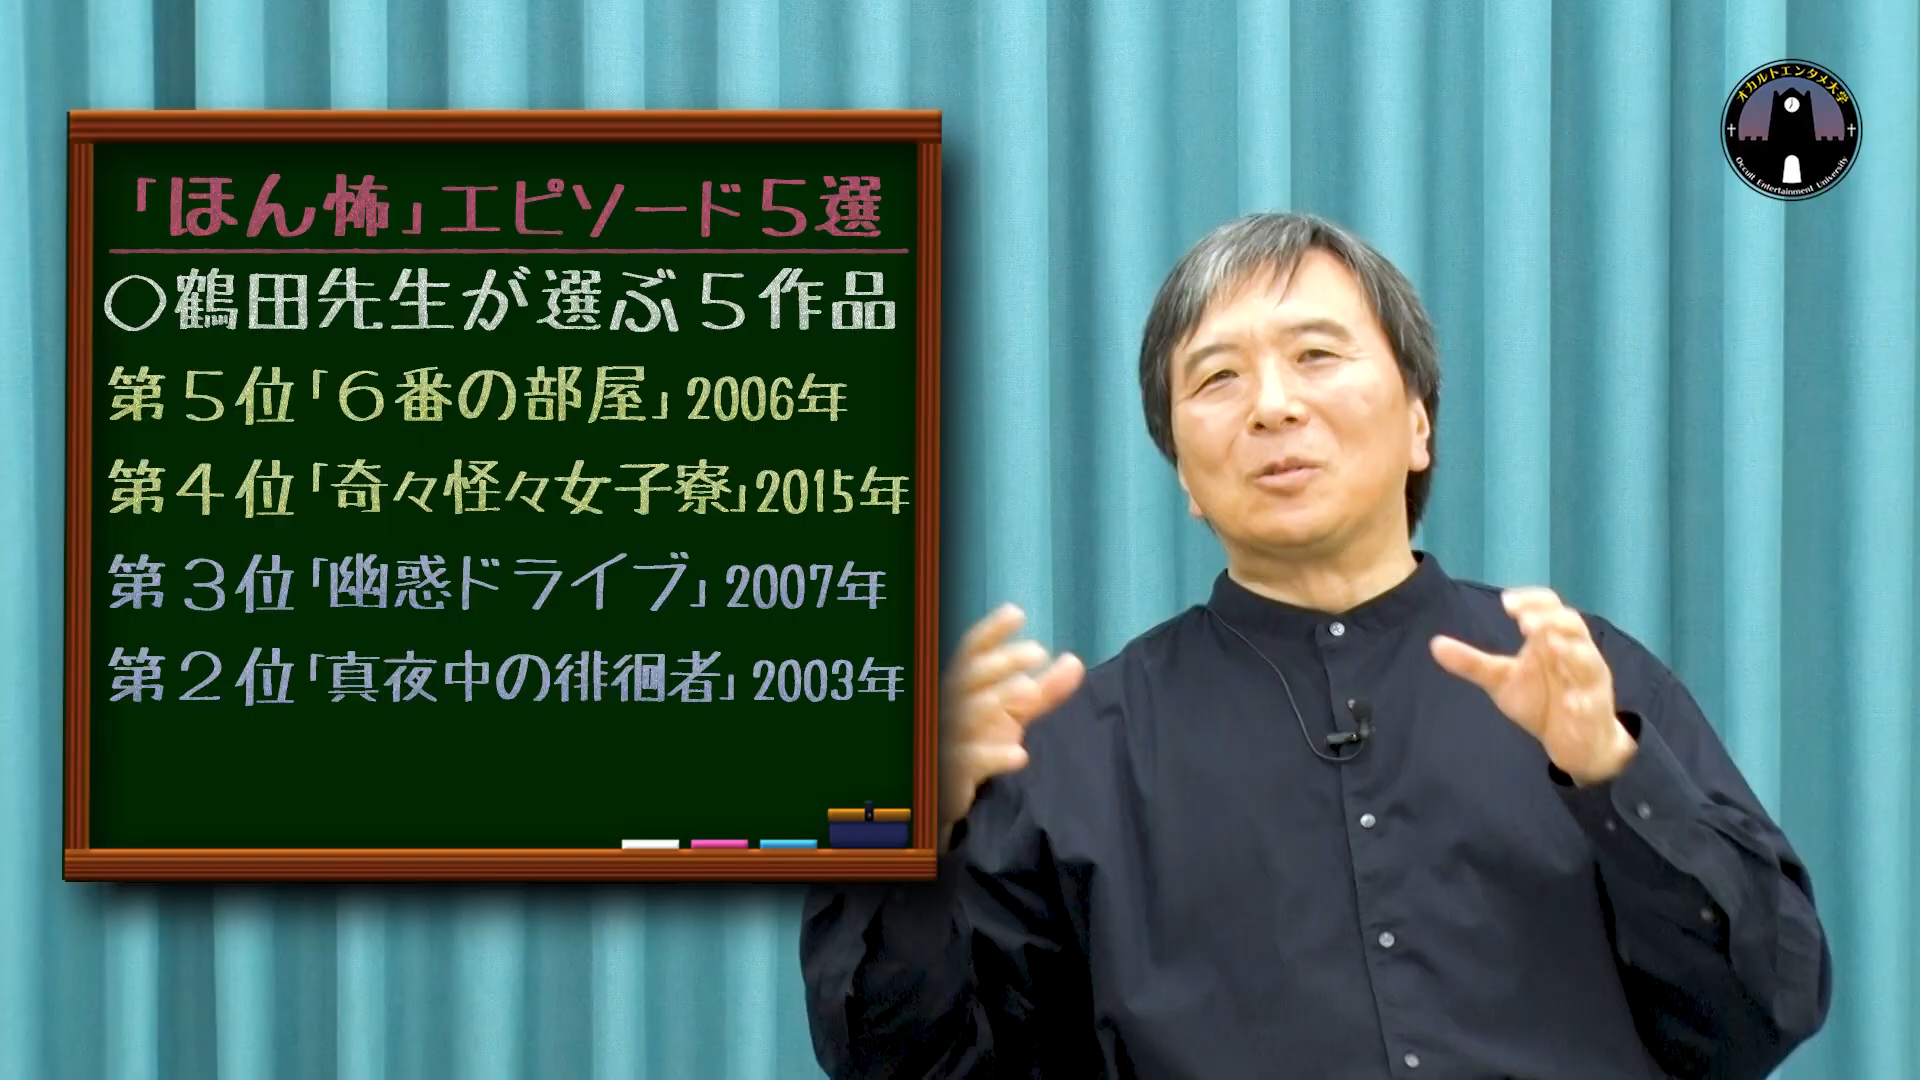 「ほん怖」エピソード５選
○鶴田先生が選ぶ５作品
第５位「６番の部屋」2006年
第４位「奇々怪々女子寮」2015年
第３位「幽惑ドライブ」2007年
第２位「真夜中の徘徊者」2003年
オカルトエンタメ大学
Occult Entertainment University